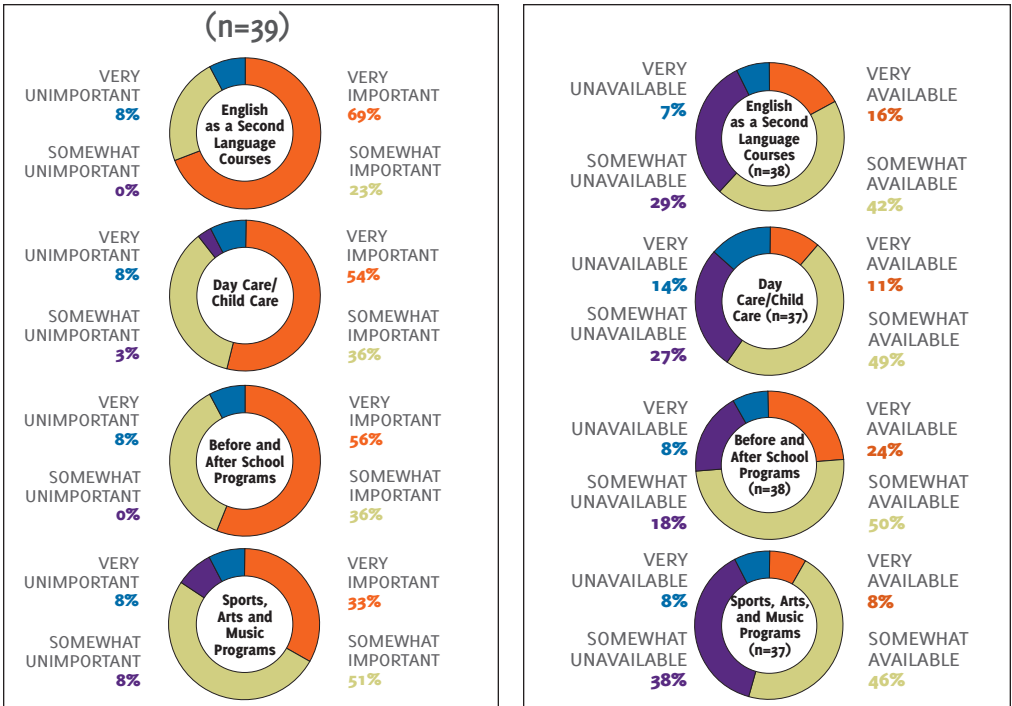 (n=39)
VERY
UNIMPORTANT
8%
English
as a Second
Language
Courses
VERY
IMPORTANT
69%
SOMEWHAT
UNIMPORTANT
0%
SOMEWHAT
IMPORTANT
23%
VERY
UNIMPORTANT
8%
Day Care/
Child Care
VERY
IMPORTANT
54%
SOMEWHAT
UNIMPORTANT
3%
SOMEWHAT
IMPORTANT
36%
VERY
UNIMPORTANT
8%
Before and
After School
Programs
VERY
IMPORTANT
56%
SOMEWHAT
UNIMPORTANT
0%
SOMEWHAT
IMPORTANT
36%
VERY
UNIMPORTANT
8%
Sports,
Arts and
Music
Programs
VERY
IMPORTANT
33%
SOMEWHAT
UNIMPORTANT
8%
SOMEWHAT
IMPORTANT
51%
VERY
UNAVAILABLE
7%
English
as a Second
Language
Courses
(n=38)
VERY
AVAILABLE
16%
SOMEWHAT
UNAVAILABLE
29%
SOMEWHAT
AVAILABLE
42%
VERY
UNAVAILABLE
14%
Day
Care/Child
Care (n=37)
VERY
AVAILABLE
11%
SOMEWHAT
UNAVAILABLE
27%
SOMEWHAT
AVAILABLE
49%
VERY
UNAVAILABLE
8%
Before and
After School
Programs
(n=38)
VERY
AVAILABLE
24%
SOMEWHAT
UNAVAILABLE
18%
SOMEWHAT
AVAILABLE
50%
VERY
UNAVAILABLE
8%
Sports, Arts,
and Music
Programs
(n=37)
VERY
AVAILABLE
8%
SOMEWHAT
UNAVAILABLE
38%
SOMEWHAT
AVAILABLE
46%